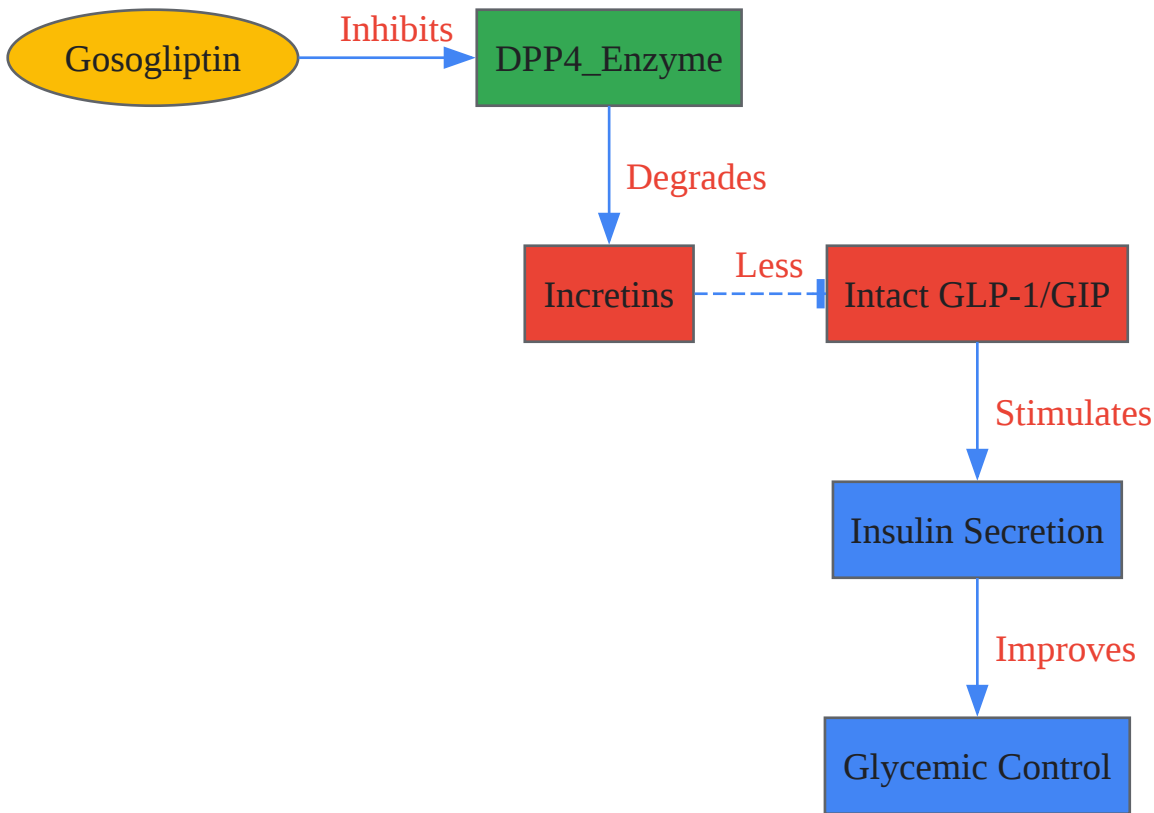 Gosogliptin
Inhibits
DPP4_Enzyme
Degrades
Incretins
Less
Intact GLP-1/GIP
Stimulates
Insulin Secretion
Improves
Glycemic Control